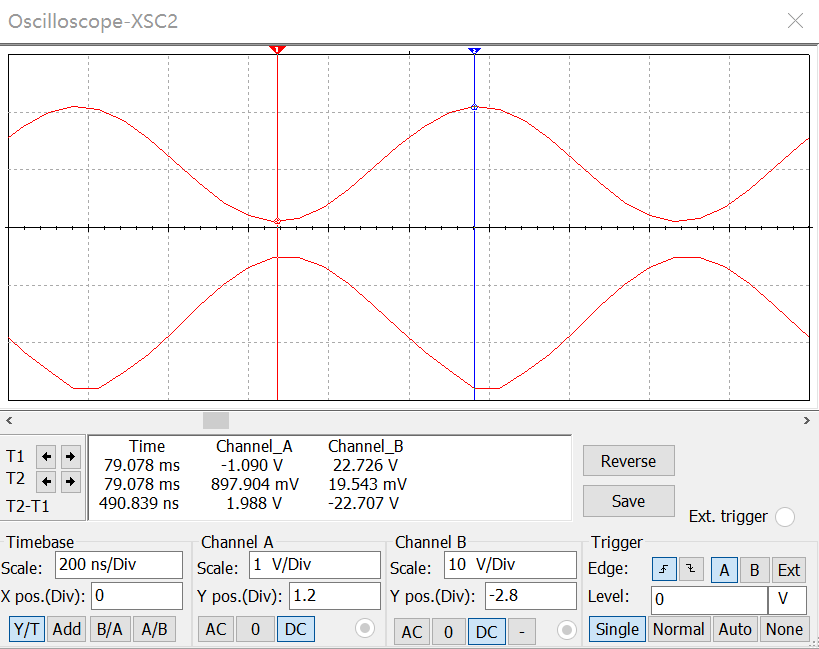 Oscilloscope-XSC2
1
2
Time Channel_A Channel_B
T1 79.078 ms -1.090 V 22.726 V
T2 79.078 ms 897.904 mV 19.543 mV
T2-T1 490.839 ns 1.988 V -22.707 V
Reverse
Save
Ext. trigger
Timebase Channel A Channel B Trigger
Scale: 200 ns/Div Scale: 1 V/Div Scale: 10 V/Div Edge: A B Ext
X pos.(Div): 0 Y pos.(Div): 1.2 Y pos.(Div): -2.8 Level: 0 V
Y/T Add B/A A/B AC 0 DC AC 0 DC - Single Normal Auto None